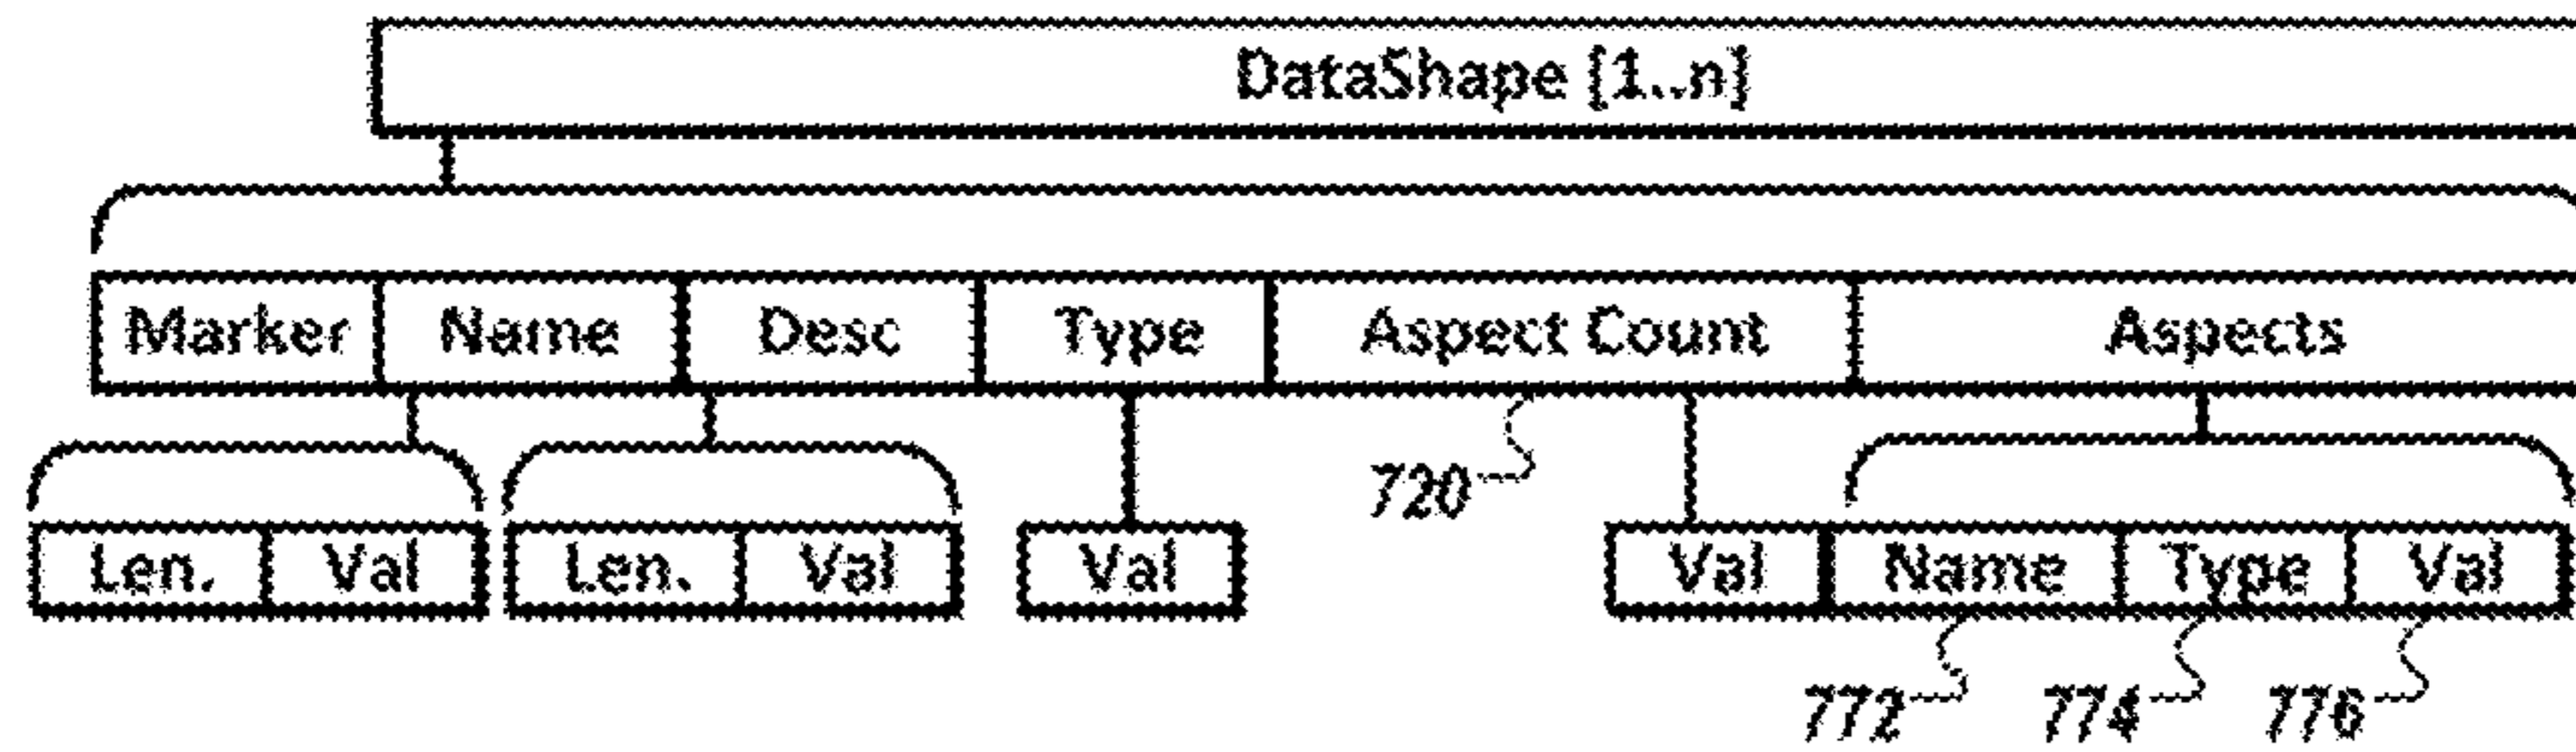 DataShape [1..n]
Marker Name Desc Type Aspect Count Aspects
720
Len. Val Len. Val Val Val Name Type Val
772 774 776